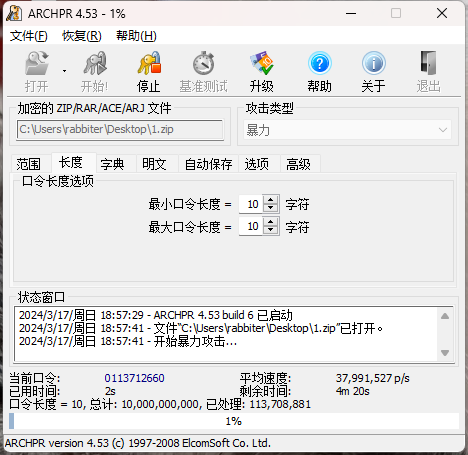 ARCHPR 4.53 - 1%
文件(F) 恢复(R) 帮助(H)
打开 开始! 停止 基准测试 升级 帮助 关于 退出
加密的 ZIP/RAR/ACE/ARJ 文件 攻击类型
C:\Users\rabbiter\Desktop\1.zip 暴力
范围 长度 字典 明文 自动保存 选项 高级
口令长度选项
最小口令长度 = 10 字符
最大口令长度 = 10 字符
状态窗口
2024/3/17/周日 18:57:29 - ARCHPR 4.53 build 6 已启动
2024/3/17/周日 18:57:41 - 文件“C:\Users\rabbiter\Desktop\1.zip”已打开。
2024/3/17/周日 18:57:41 - 开始暴力攻击...
当前口令: 0113712660 平均速度: 37,991,527 p/s
已用时间: 2s 剩余时间: 4m 20s
口令长度 = 10, 总计: 10,000,000,000, 已处理: 113,708,881
1%
ARCHPR version 4.53 (c) 1997-2008 ElcomSoft Co. Ltd.